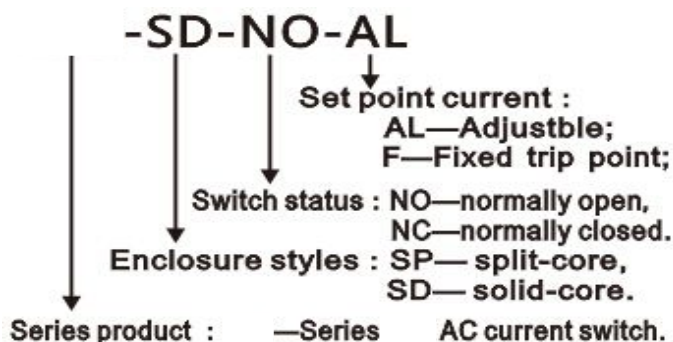 -SD-NO-AL
Set point current :
AL—Adjustble;
F—Fixed trip point;
Switch status : NO—normally open,
NC—normally closed.
Enclosure styles : SP— split-core,
SD— solid-core.
Series product : —Series AC current switch.